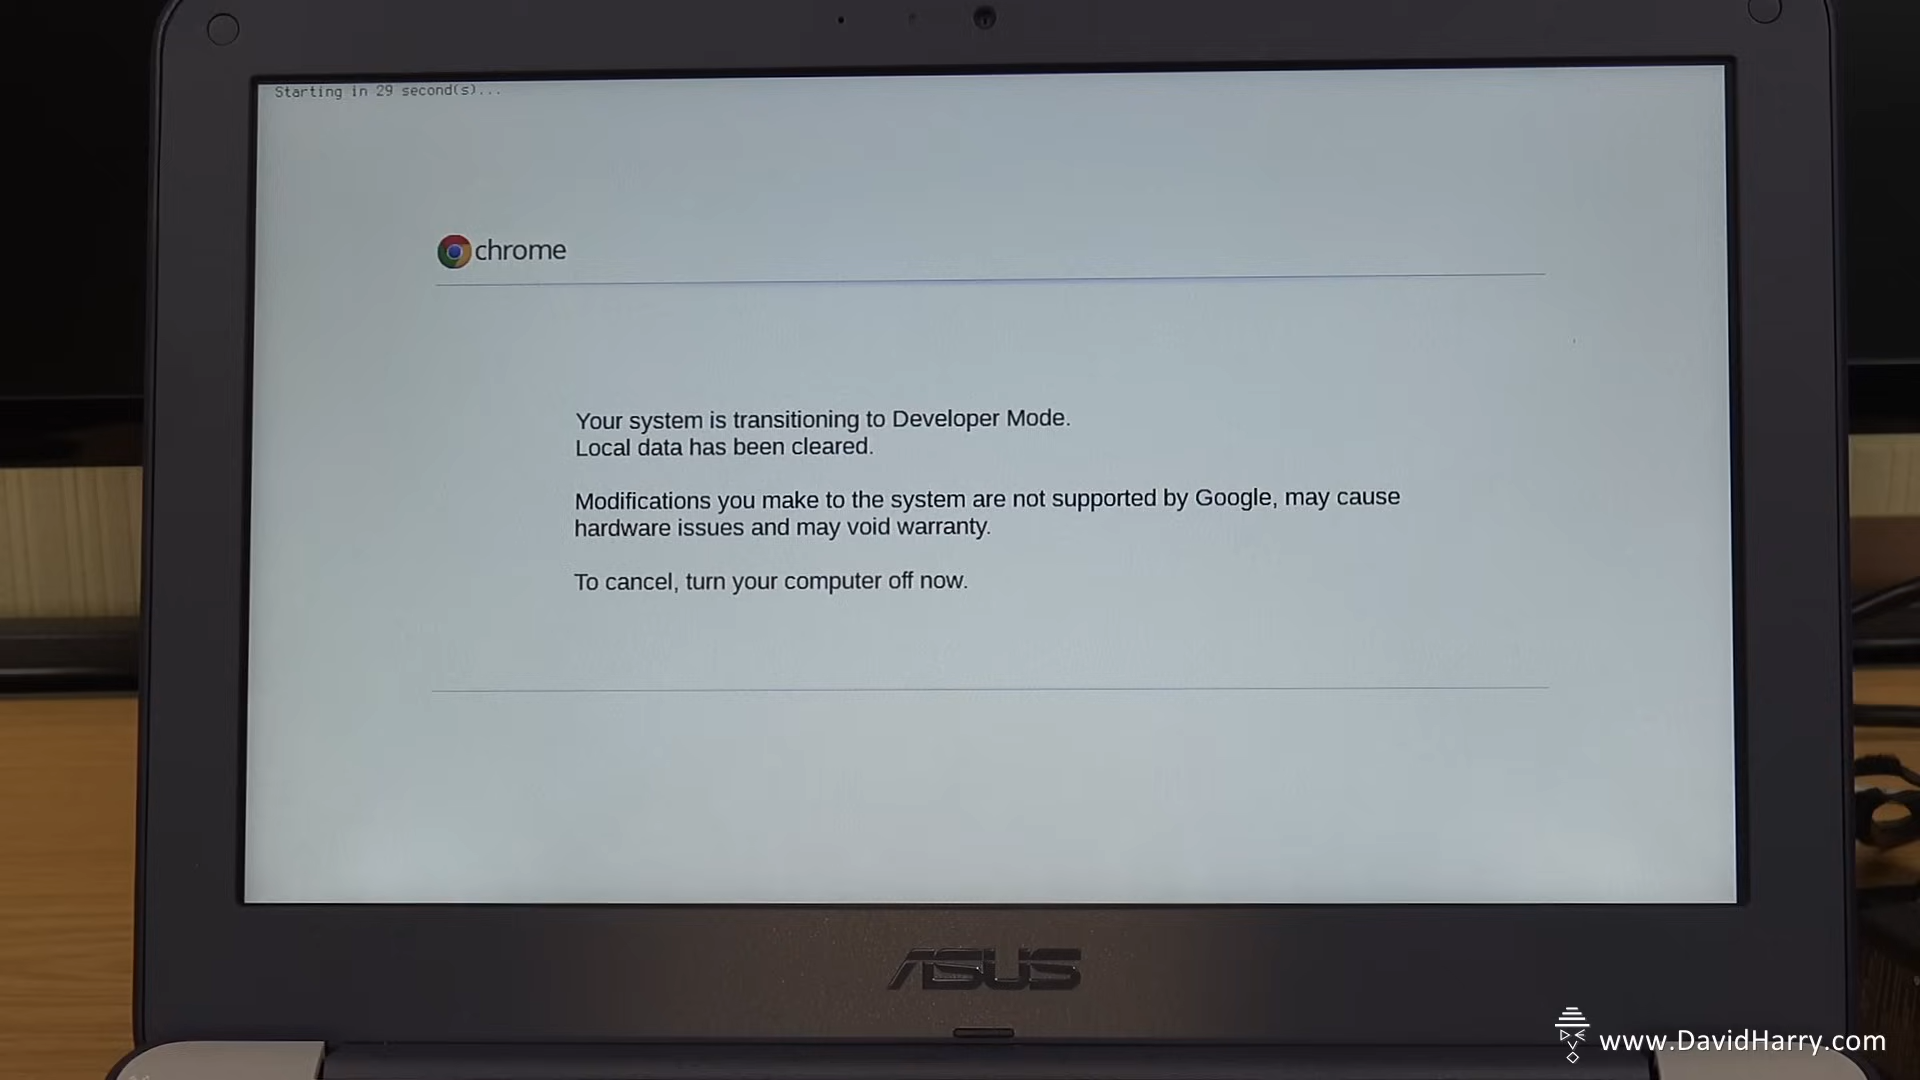 Starting in 29 second(s)...
chrome
Your system is transitioning to Developer Mode.
Local data has been cleared.
Modifications you make to the system are not supported by Google, may cause
hardware issues and may void warranty.
To cancel, turn your computer off now.
ASUS
www.DavidHarry.com